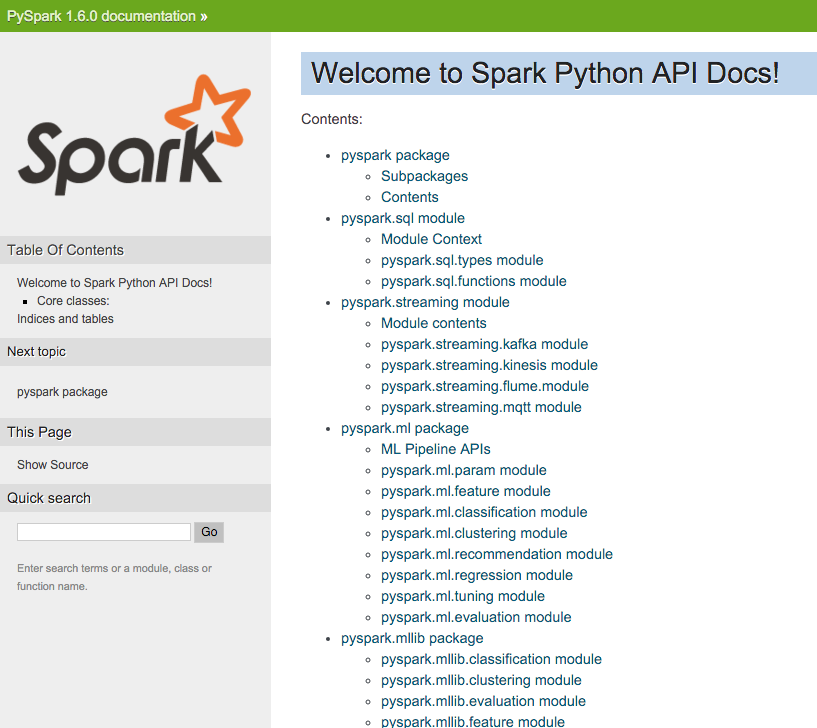 PySpark 1.6.0 documentation »
Spark
Table Of Contents
Welcome to Spark Python API Docs!
Core classes:
Indices and tables
Next topic
pyspark package
This Page
Show Source
Quick search
Go
Enter search terms or a module, class or
function name.
Welcome to Spark Python API Docs!
Contents:
pyspark package
Subpackages
Contents
pyspark.sql module
Module Context
pyspark.sql.types module
pyspark.sql.functions module
pyspark.streaming module
Module contents
pyspark.streaming.kafka module
pyspark.streaming.kinesis module
pyspark.streaming.flume.module
pyspark.streaming.mqtt module
pyspark.ml package
ML Pipeline APIs
pyspark.ml.param module
pyspark.ml.feature module
pyspark.ml.classification module
pyspark.ml.clustering module
pyspark.ml.recommendation module
pyspark.ml.regression module
pyspark.ml.tuning module
pyspark.ml.evaluation module
pyspark.mllib package
pyspark.mllib.classification module
pyspark.mllib.clustering module
pyspark.mllib.evaluation module
pyspark.mllib.feature module